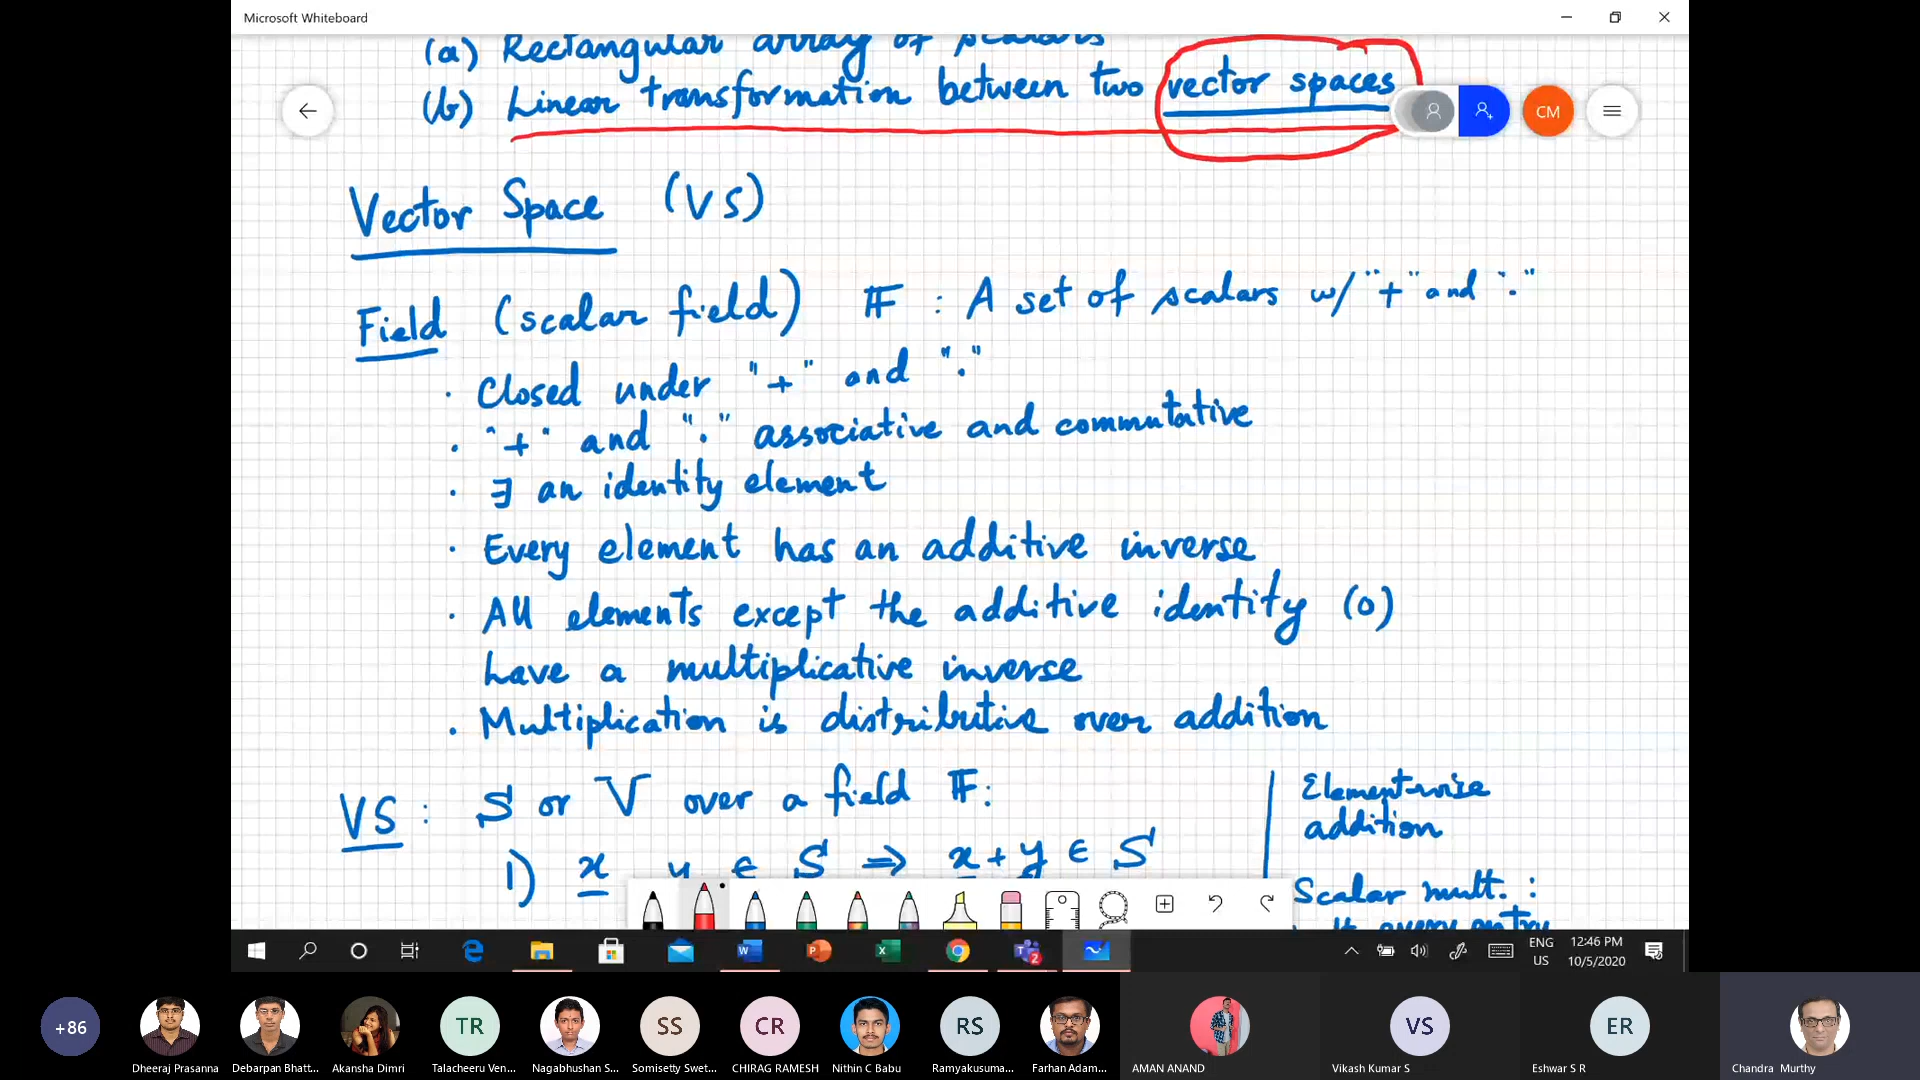 Microsoft Whiteboard
(a) Rectangular array of scalars
(b) Linear transformation between two vector spaces
CM
Vector Space (VS)
Field (scalar field) 𝔽 : A set of scalars w/ "+" and "."
· Closed under "+" and "."
· "+" and "." associative and commutative
· ∃ an identity element
· Every element has an additive inverse
· All elements except the additive identity (0)
have a multiplicative inverse
· Multiplication is distributive over addition
VS : S or V over a field 𝔽:
1) x y ∈ S ⇒ x + y ∈ S
Element-wise
addition
Scalar mult. :
every entry
2
ENG
US
12:46 PM
10/5/2020
+86
TR
SS
CR
RS
VS
ER
Dheeraj Prasanna
Debarpan Bhatt...
Akansha Dimri
Talacheeru Ven...
Nagabhushan S...
Somisetty Swet...
CHIRAG RAMESH
Nithin C Babu
Ramyakusuma...
Farhan Adam...
AMAN ANAND
Vikash Kumar S
Eshwar S R
Chandra Murthy